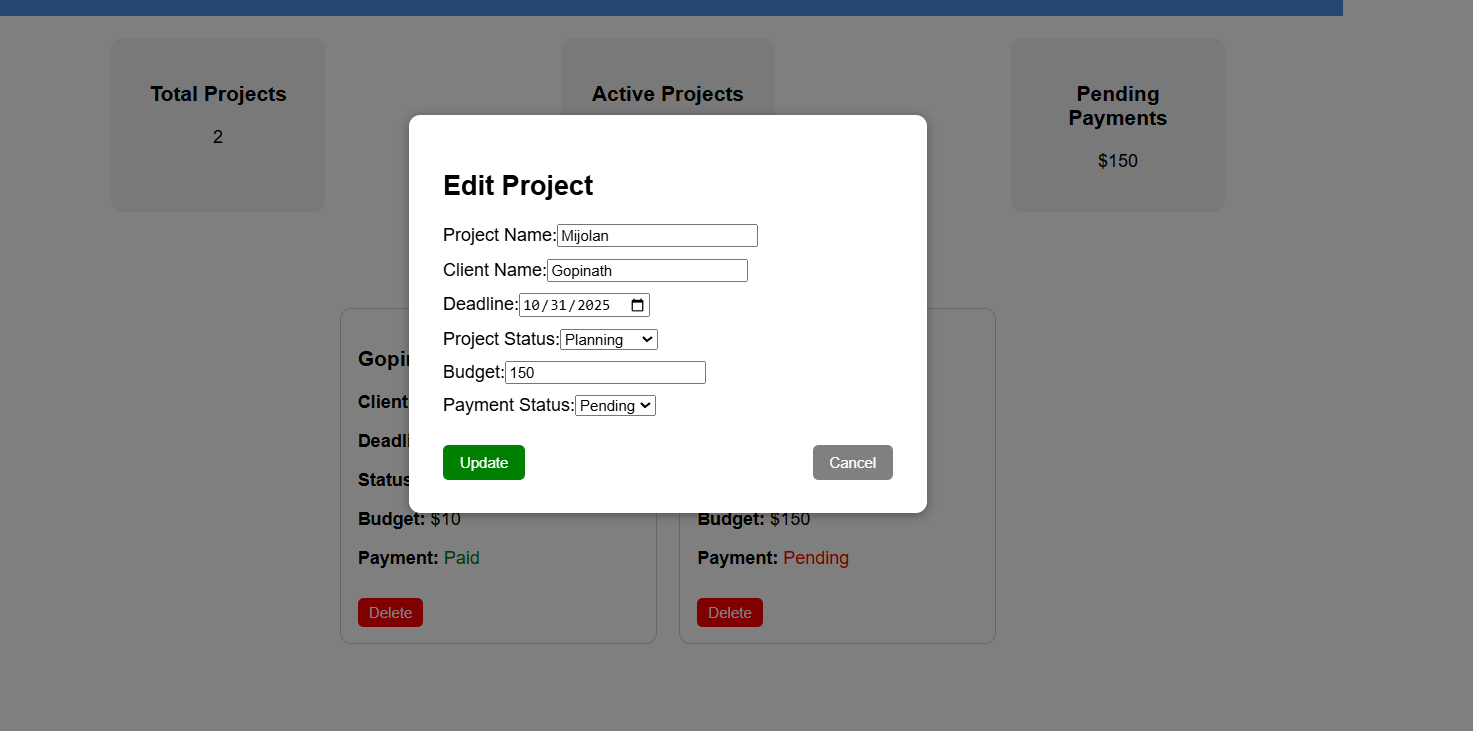 Total Projects
2
Active Projects
Pending
Payments
$150
Edit Project
Project Name: Mijolan
Client Name: Gopinath
Deadline: 10/31/2025
Project Status: Planning
Budget: 150
Payment Status: Pending
Update Cancel
Client
Status
Budget: $10
Payment: Paid
Delete
Budget: $150
Payment: Pending
Delete